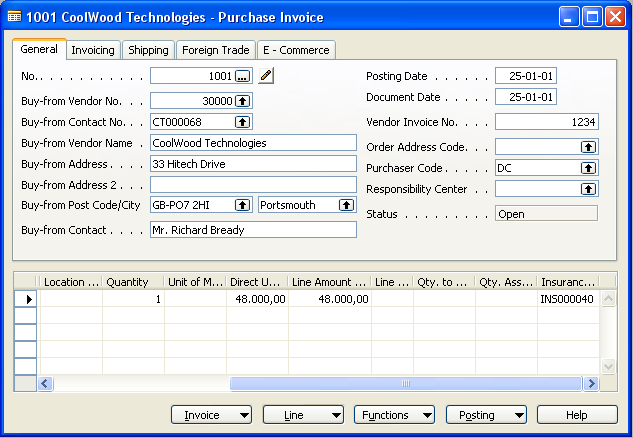 1001 CoolWood Technologies - Purchase Invoice
General Invoicing Shipping Foreign Trade E - Commerce
No. . . . . . . . . . . . 1001 ...
Buy-from Vendor No. . . . 30000
Buy-from Contact No. . . CT000068
Buy-from Vendor Name . CoolWood Technologies
Buy-from Address . . . . 33 Hitech Drive
Buy-from Address 2 . . .
Buy-from Post Code/City GB-PO7 2HI Portsmouth
Buy-from Contact . . . . Mr. Richard Bready
Posting Date . . . . . . 25-01-01
Document Date . . . . . 25-01-01
Vendor Invoice No. . . . 1234
Order Address Code. . .
Purchaser Code . . . . . DC
Responsibility Center . .
Status . . . . . . . . . Open
Location ... Quantity Unit of M... Direct U... Line Amount ... Line ... Qty. to ... Qty. Ass... Insuranc...
1 48.000,00 48.000,00 INS000040
Invoice Line Functions Posting Help